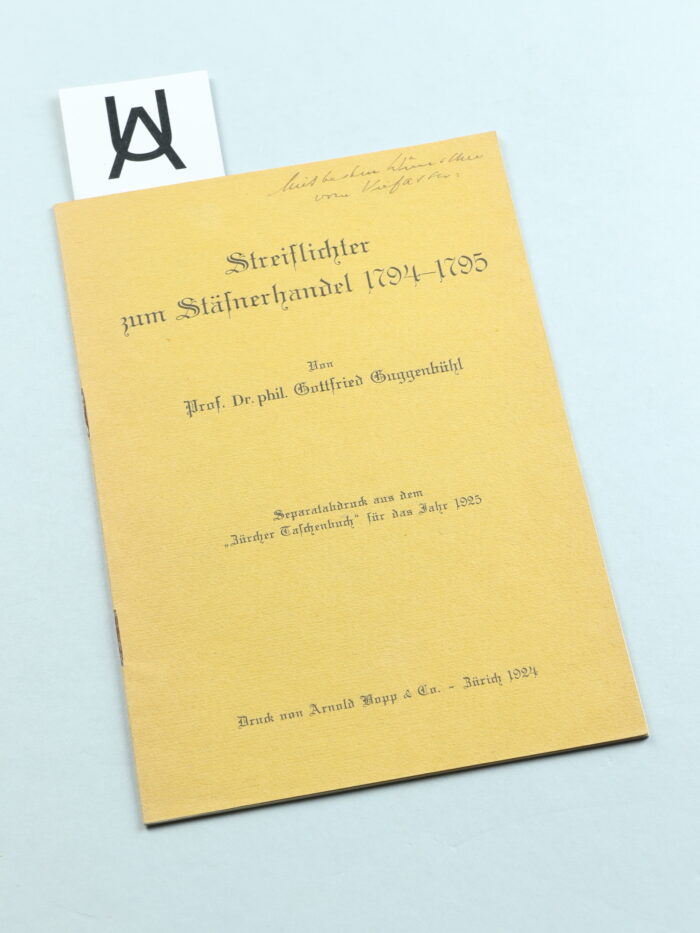 Mit besten Wünschen
vom Verfasser.
Streiflichter
zum Stäfnerhandel 1794–1795
Von
Prof. Dr. phil. Gottfried Guggenbühl
Separatabdruck aus dem
„Zürcher Taschenbuch“ für das Jahr 1925
Druck von Arnold Bopp & Co. - Zürich 1924